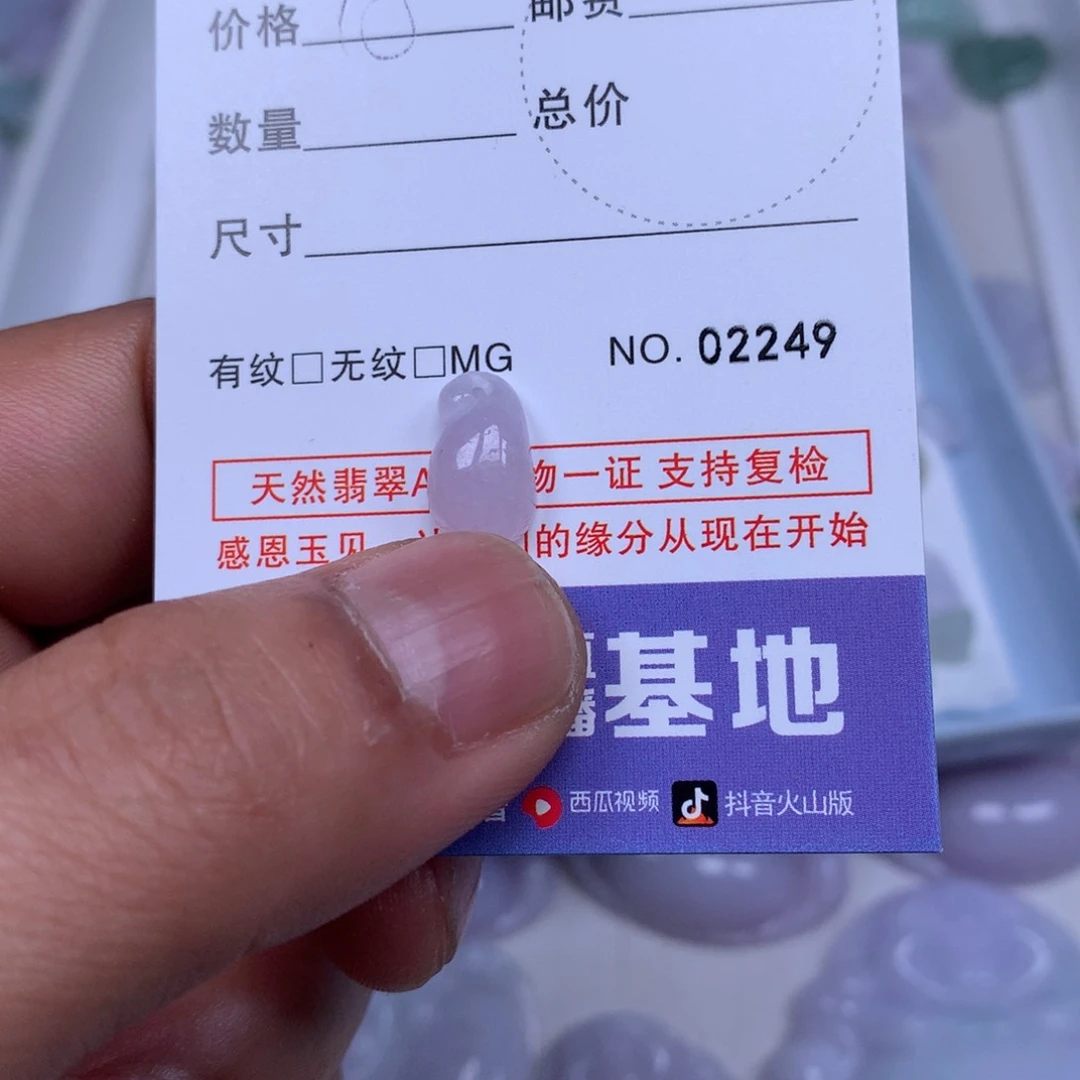 价格 邮费
数量 总价
尺寸
有纹□无纹□MG NO. 02249
天然翡翠A 物一证 支持复检
感恩玉见 的缘分从现在开始
基地
西瓜视频 抖音火山版